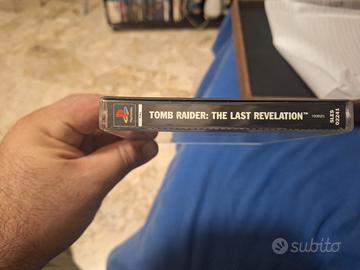 TOMB RAIDER: THE LAST REVELATION™
SLES
02241
subito